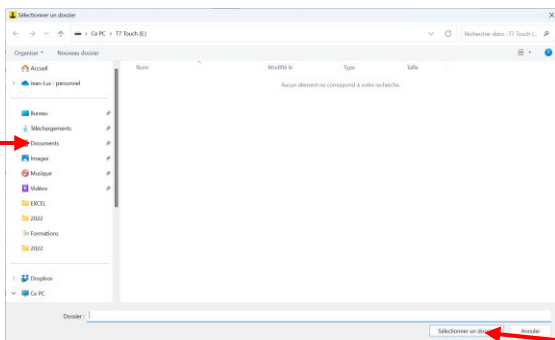 Sélectionner un dossier
Ce PC > T7 Touch (E:)
Rechercher dans : T7 Touch (...
Organiser
Nouveau dossier
Nom
Modifié le
Type
Taille
Aucun élément ne correspond à votre recherche.
Accueil
Jean-Luc : personnel
Bureau
Téléchargements
Documents
Images
Musique
Vidéos
EXCEL
2022
Formations
2022
Dropbox
Ce PC
Dossier :
Sélectionner un
Annuler